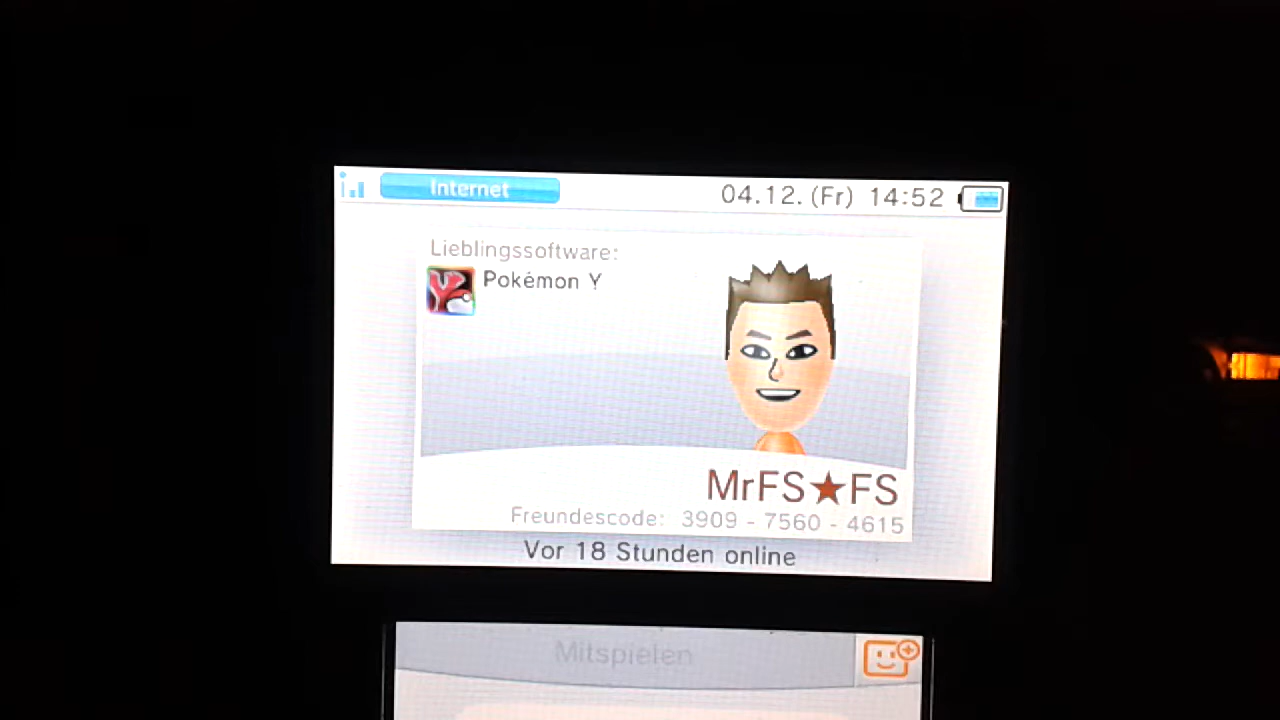 Internet
04.12. (Fr) 14:52
Lieblingssoftware:
Pokémon Y
MrFS★FS
Freundescode: 3909 - 7560 - 4615
Vor 18 Stunden online
Mitspielen